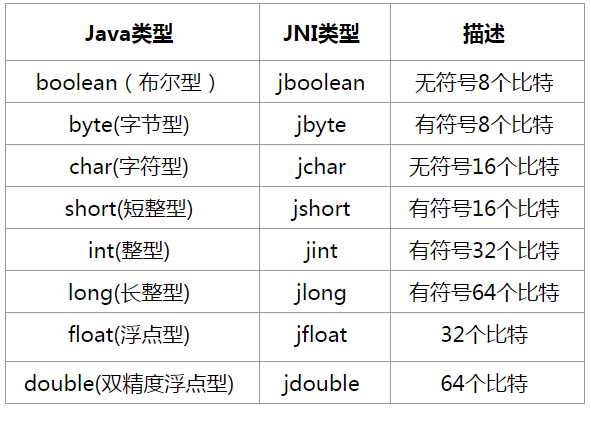 Java类型 JNI类型 描述
boolean（布尔型） jboolean 无符号8个比特
byte(字节型) jbyte 有符号8个比特
char(字符型) jchar 无符号16个比特
short(短整型) jshort 有符号16个比特
int(整型) jint 有符号32个比特
long(长整型) jlong 有符号64个比特
float(浮点型) jfloat 32个比特
double(双精度浮点型) jdouble 64个比特